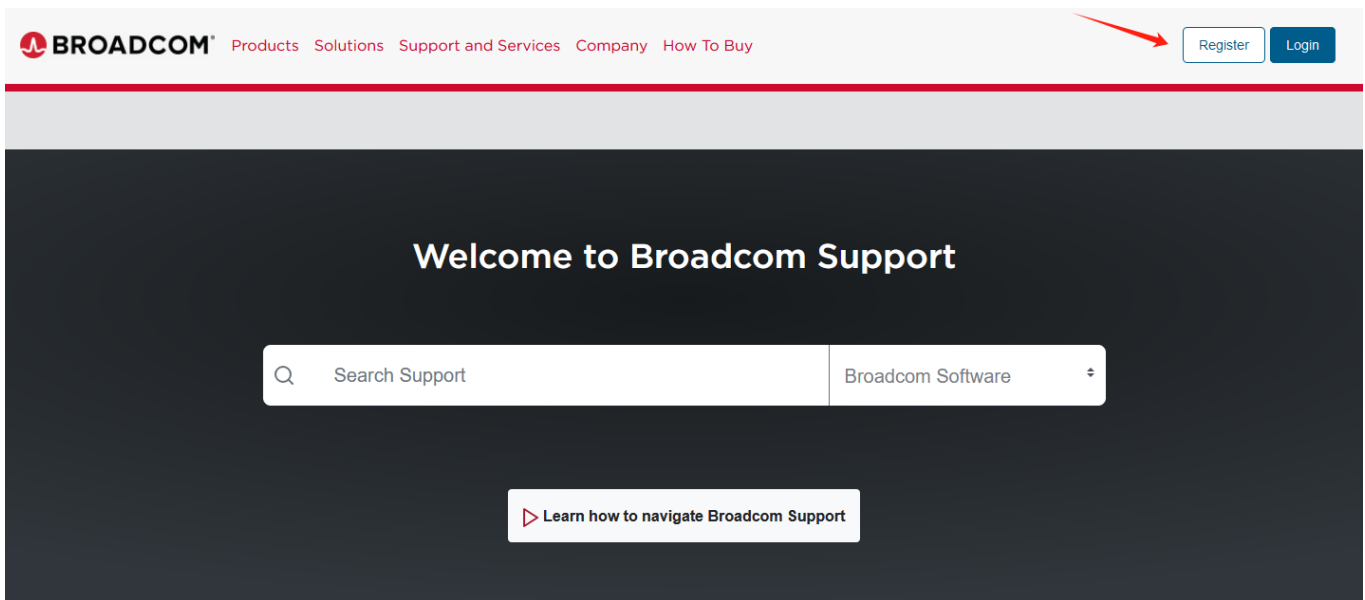 BROADCOM® Products Solutions Support and Services Company How To Buy Register Login
Welcome to Broadcom Support
Search Support Broadcom Software
Learn how to navigate Broadcom Support